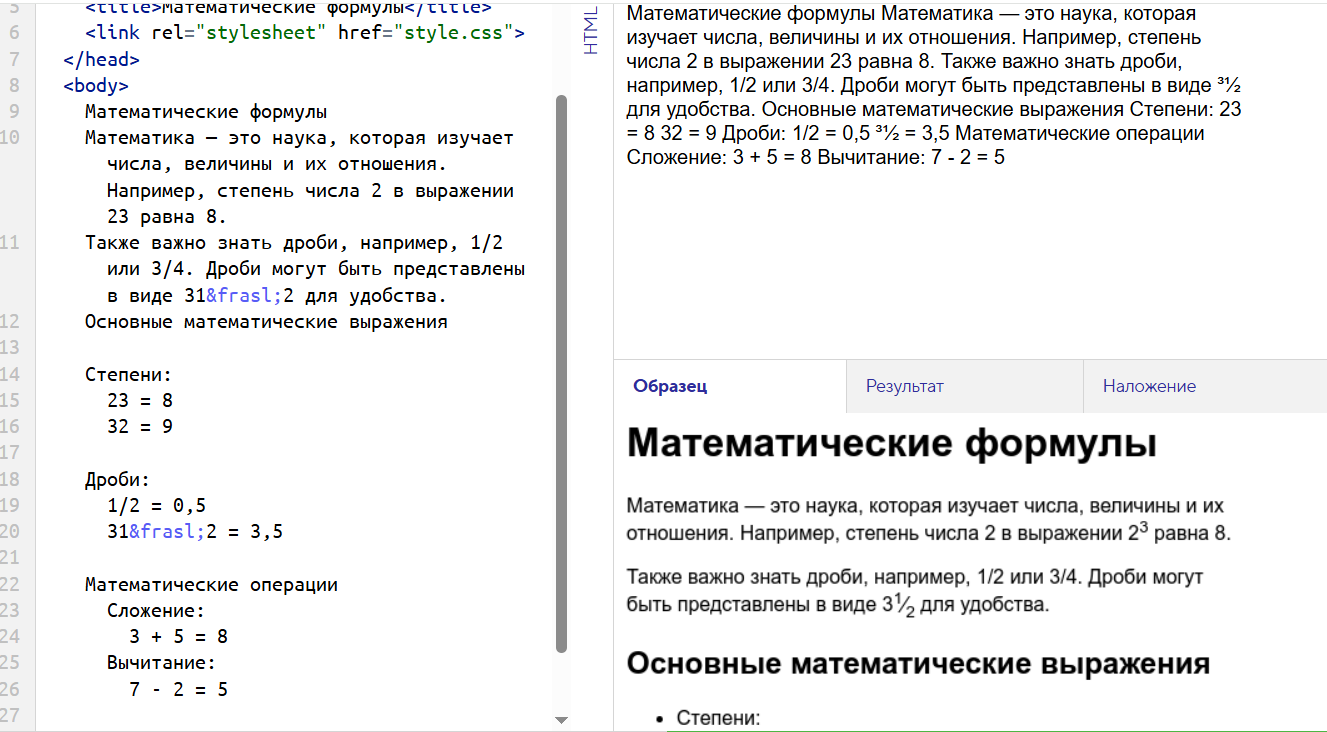 5 <title>Математические формулы</title>
6 <link rel="stylesheet" href="style.css">
7 </head>
8 <body>
9 Математические формулы
10 Математика — это наука, которая изучает
числа, величины и их отношения.
Например, степень числа 2 в выражении
23 равна 8.
11 Также важно знать дроби, например, 1/2
или 3/4. Дроби могут быть представлены
в виде 31&frasl;2 для удобства.
12 Основные математические выражения
13
14 Степени:
15 23 = 8
16 32 = 9
17
18 Дроби:
19 1/2 = 0,5
20 31&frasl;2 = 3,5
21
22 Математические операции
23 Сложение:
24 3 + 5 = 8
25 Вычитание:
26 7 - 2 = 5
27
HTML
Математические формулы Математика — это наука, которая
изучает числа, величины и их отношения. Например, степень
числа 2 в выражении 23 равна 8. Также важно знать дроби,
например, 1/2 или 3/4. Дроби могут быть представлены в виде ³½
для удобства. Основные математические выражения Степени: 23
= 8 32 = 9 Дроби: 1/2 = 0,5 ³½ = 3,5 Математические операции
Сложение: 3 + 5 = 8 Вычитание: 7 - 2 = 5
Образец Результат Наложение
Математические формулы
Математика — это наука, которая изучает числа, величины и их
отношения. Например, степень числа 2 в выражении 2³ равна 8.
Также важно знать дроби, например, 1/2 или 3/4. Дроби могут
быть представлены в виде 3¹⁄₂ для удобства.
Основные математические выражения
• Степени: